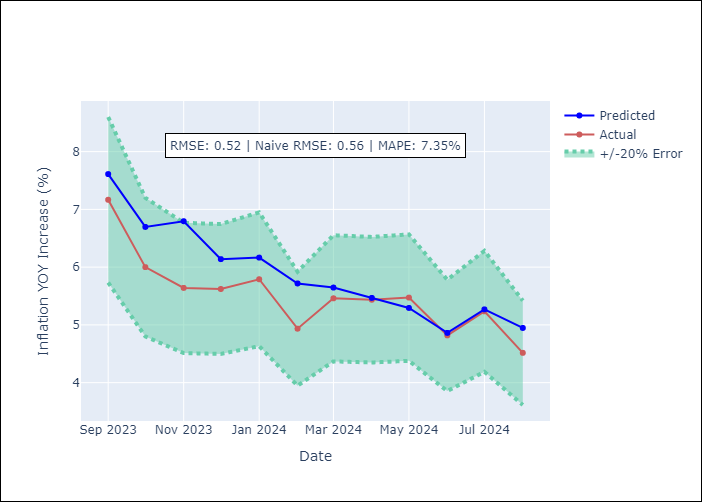 RMSE: 0.52 | Naive RMSE: 0.56 | MAPE: 7.35%
Predicted
Actual
+/-20% Error
Inflation YOY Increase (%)
8
7
6
5
4
Sep 2023
Nov 2023
Jan 2024
Mar 2024
May 2024
Jul 2024
Date